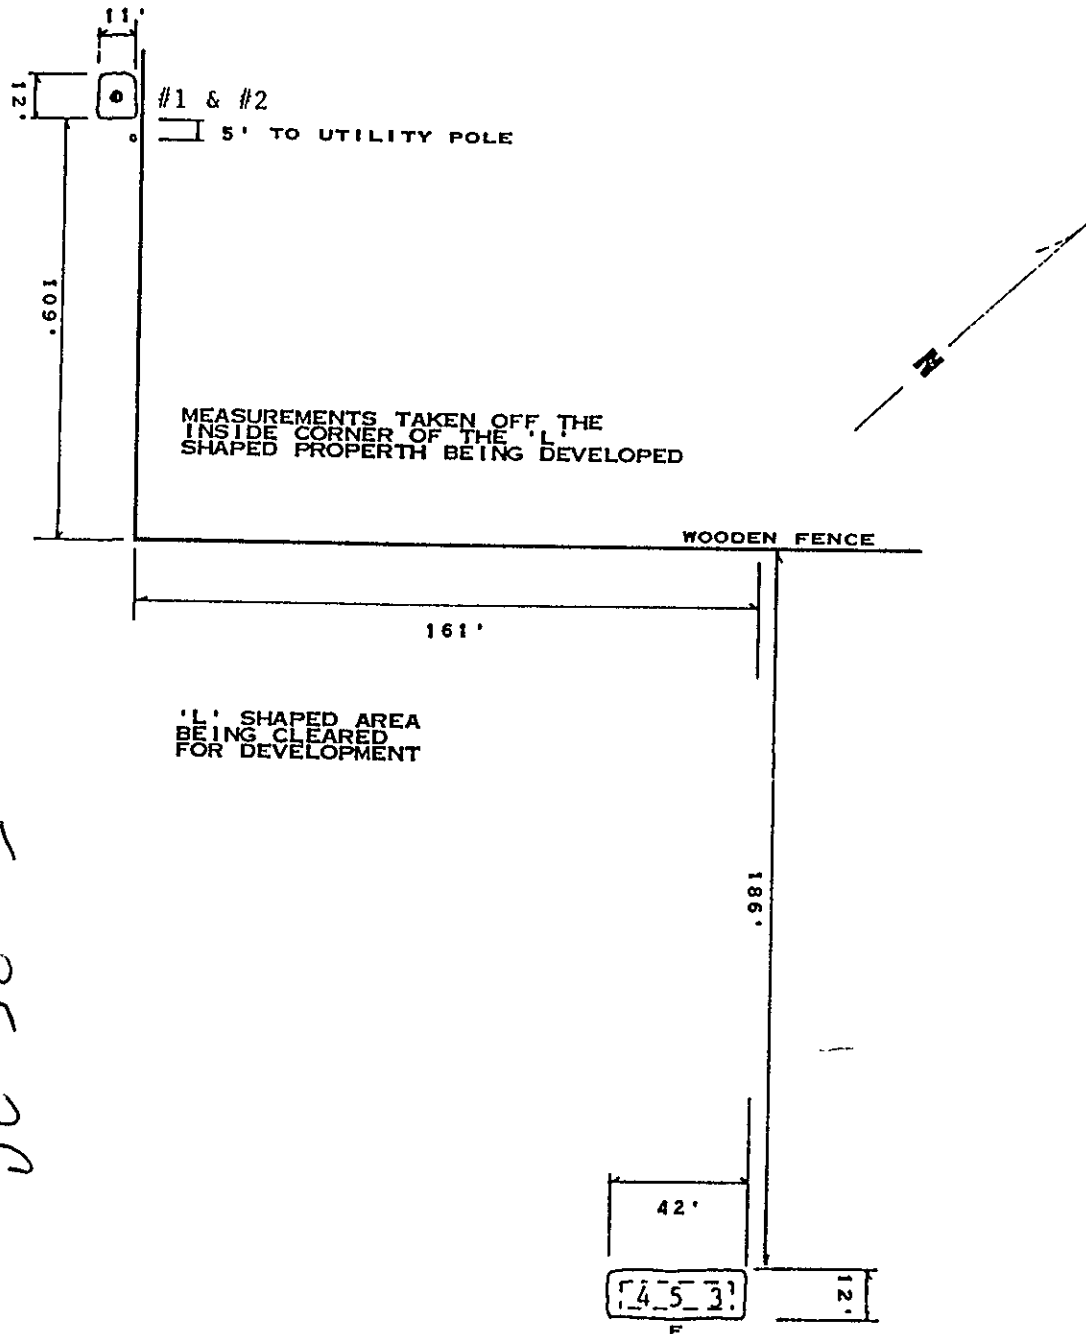 11'
12'
#1 & #2
5' TO UTILITY POLE
109'
N
MEASUREMENTS TAKEN OFF THE
INSIDE CORNER OF THE 'L'
SHAPED PROPERTH BEING DEVELOPED
WOODEN FENCE
161'
'L' SHAPED AREA
BEING CLEARED
FOR DEVELOPMENT
186'
42'
4 5 3
12'